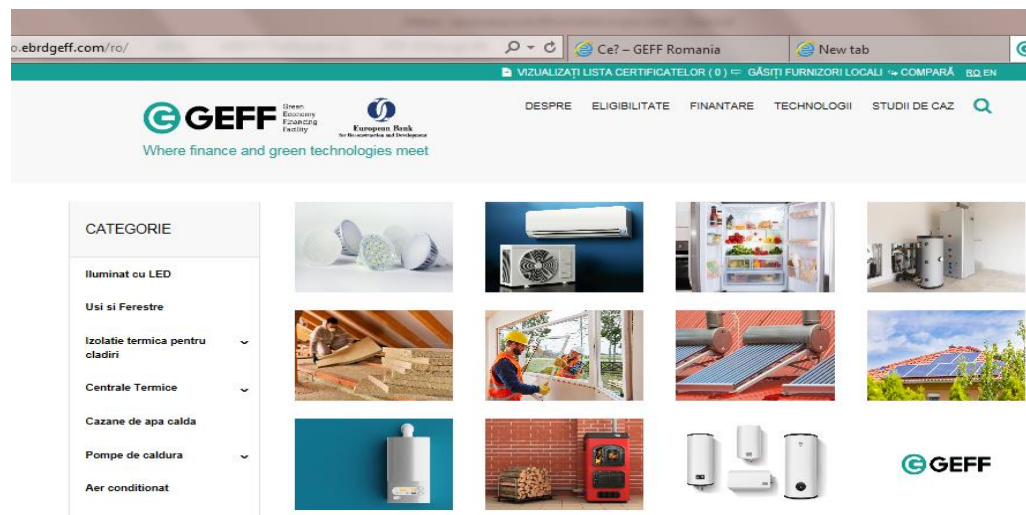 o.ebrdgeff.com/ro/
Ce? – GEFF Romania
New tab
VIZUALIZAȚI LISTA CERTIFICATELOR ( 0 )
GĂSIȚI FURNIZORI LOCALI
COMPARĂ
RO EN
GEFF
Green
Economy
Financing
Facility
European Bank
for Reconstruction and Development
DESPRE
ELIGIBILITATE
FINANTARE
TECHNOLOGII
STUDII DE CAZ
Where finance and green technologies meet
CATEGORIE
Iluminat cu LED
Usi si Ferestre
Izolatie termica pentru
cladiri
Centrale Termice
Cazane de apa calda
Pompe de caldura
Aer conditionat
GEFF